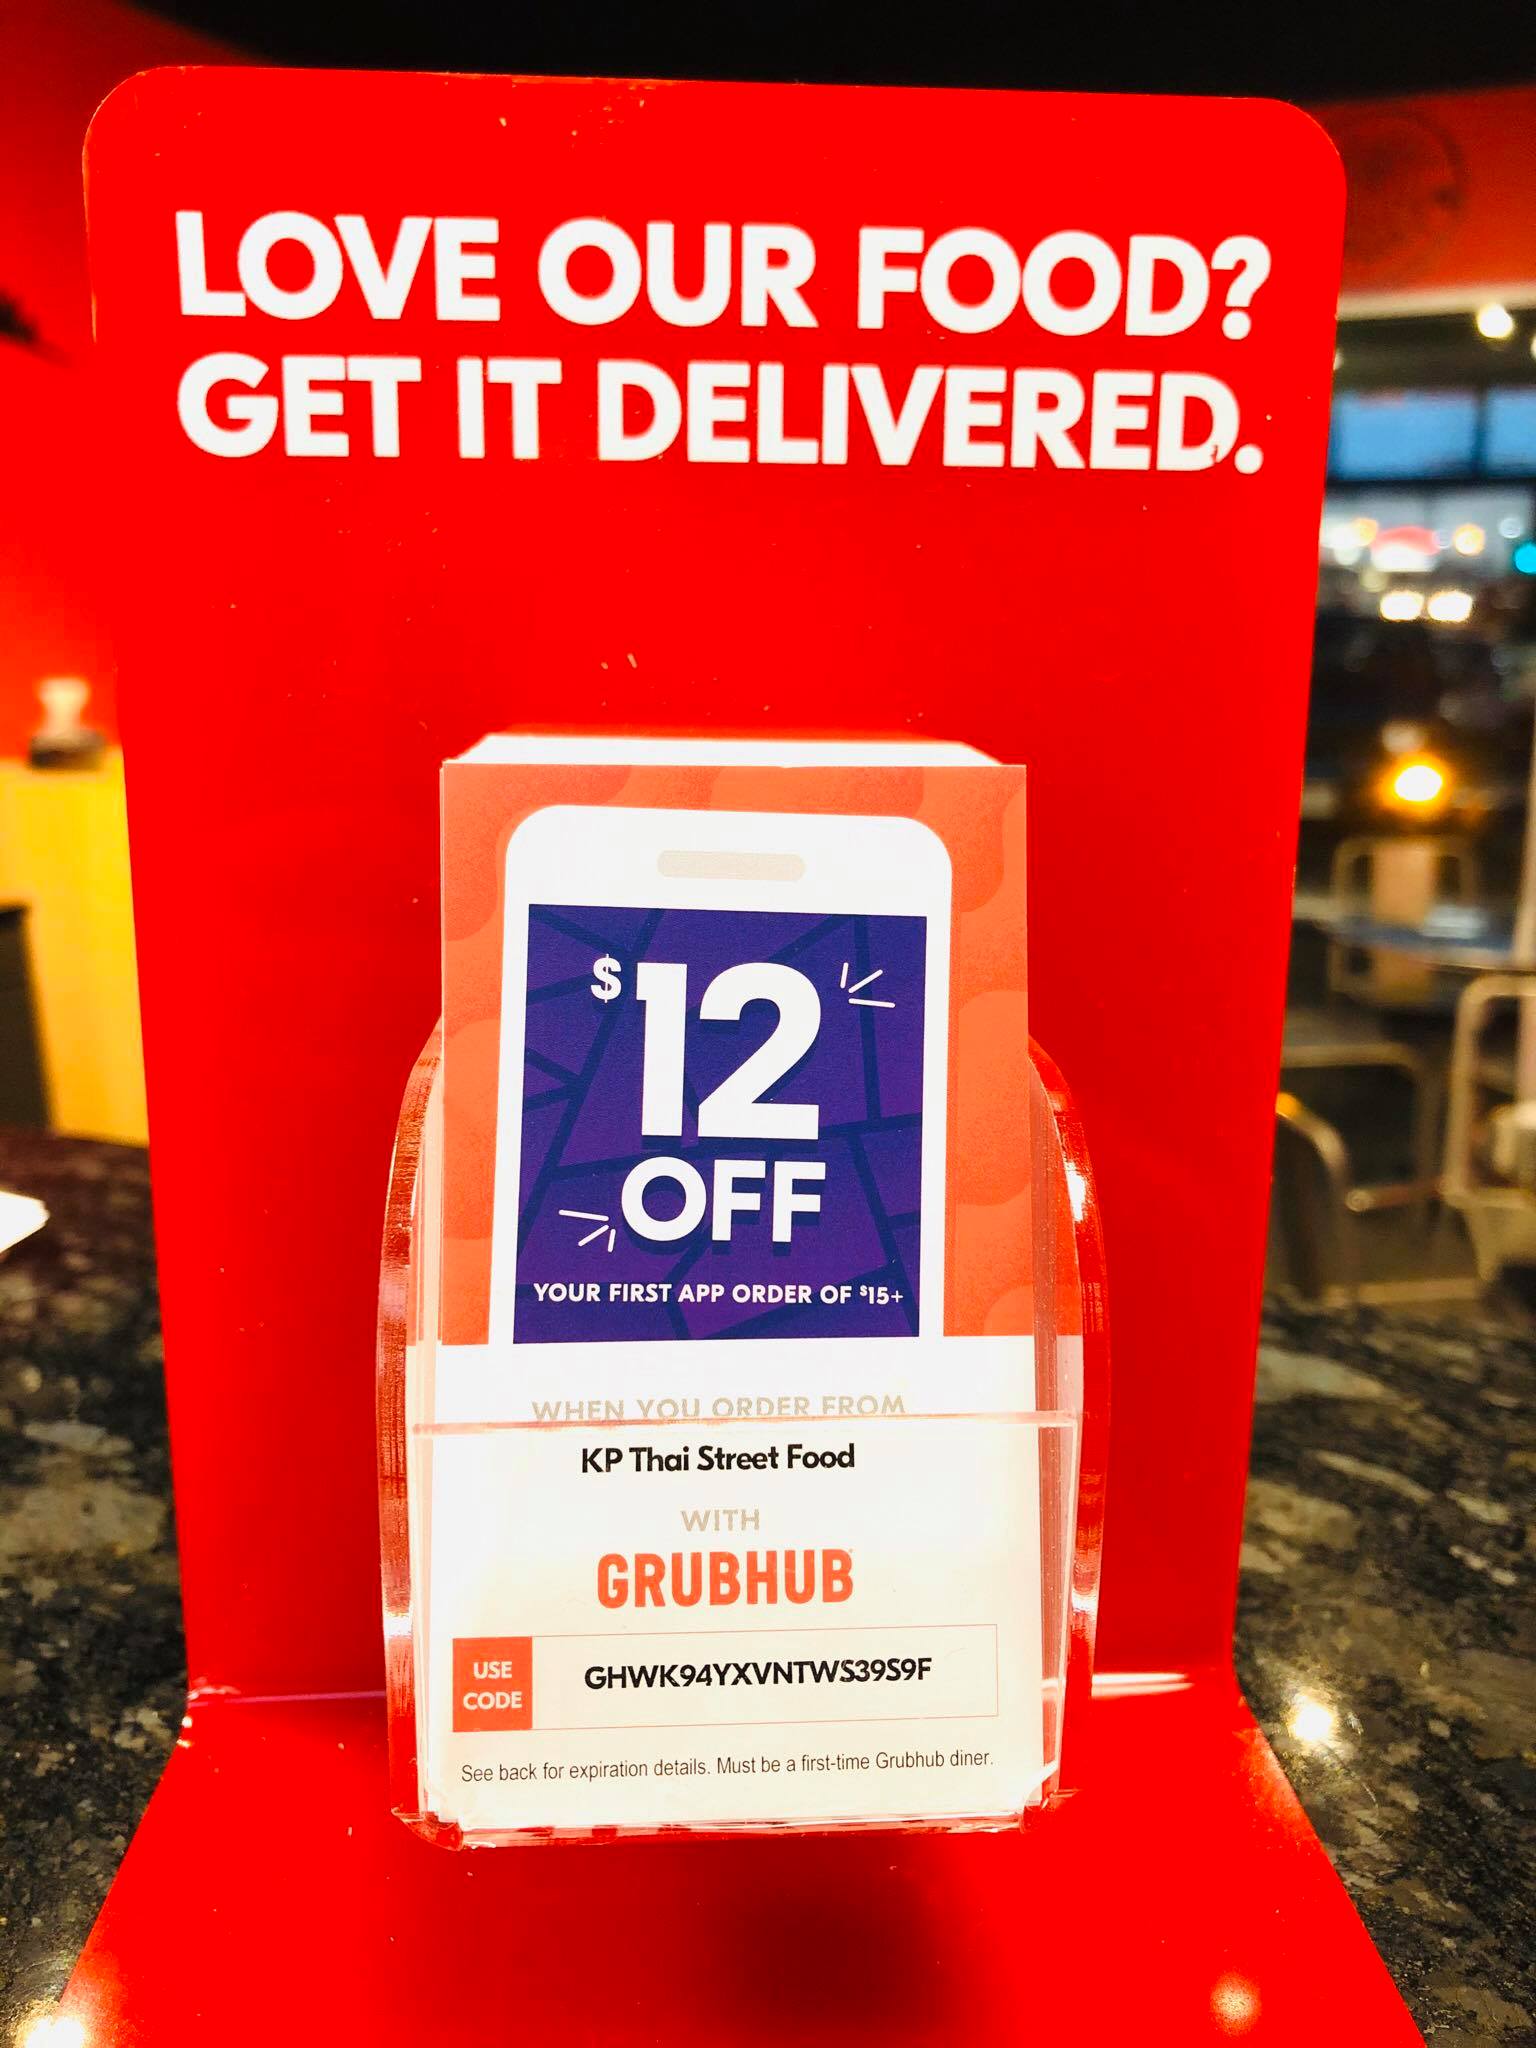 LOVE OUR FOOD?
GET IT DELIVERED.
$12
OFF
YOUR FIRST APP ORDER OF $15+
WHEN YOU ORDER FROM
KP Thai Street Food
WITH
GRUBHUB
USE
CODE
GHWK94YXVNTWS39S9F
See back for expiration details. Must be a first-time Grubhub diner.